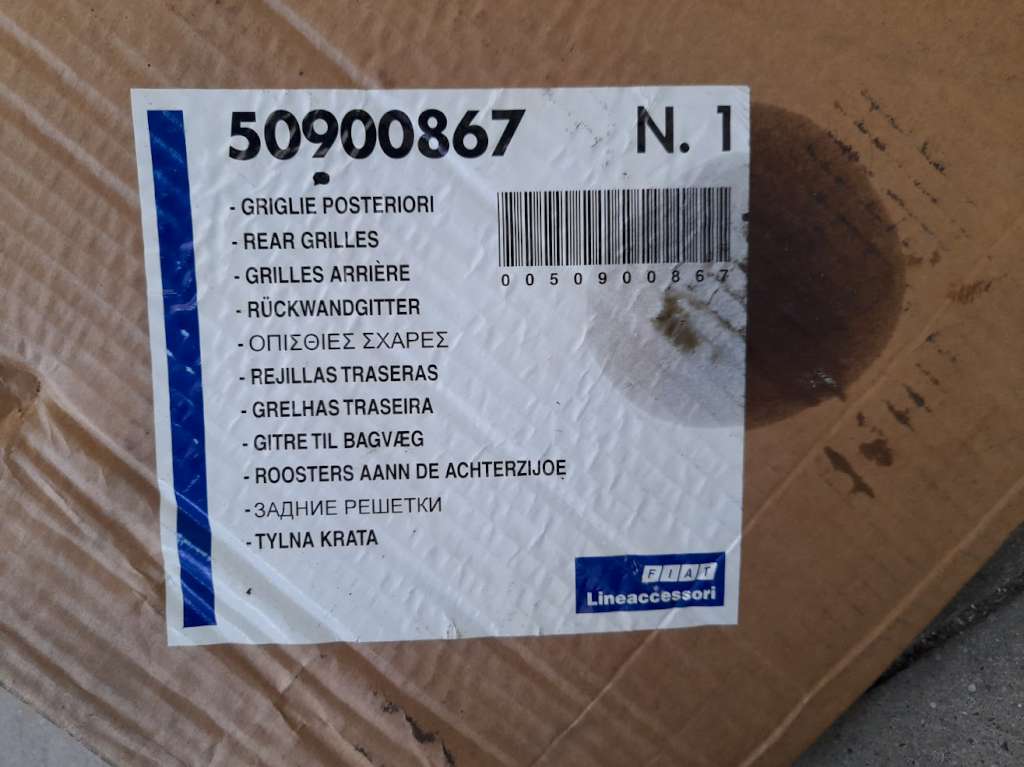 50900867 N. 1
- GRIGLIE POSTERIORI
- REAR GRILLES
- GRILLES ARRIÈRE
- RÜCKWANDGITTER
- ΟΠΙΣΘΙΕΣ ΣΧΑΡΕΣ
- REJILLAS TRASERAS
- GRELHAS TRASEIRA
- GITRE TIL BAGVÆG
- ROOSTERS AANN DE ACHTERZIJOE
- ЗАДНИЕ РЕШЕТКИ
- TYLNA KRATA
0050900867
FIAT
Lineaccessori